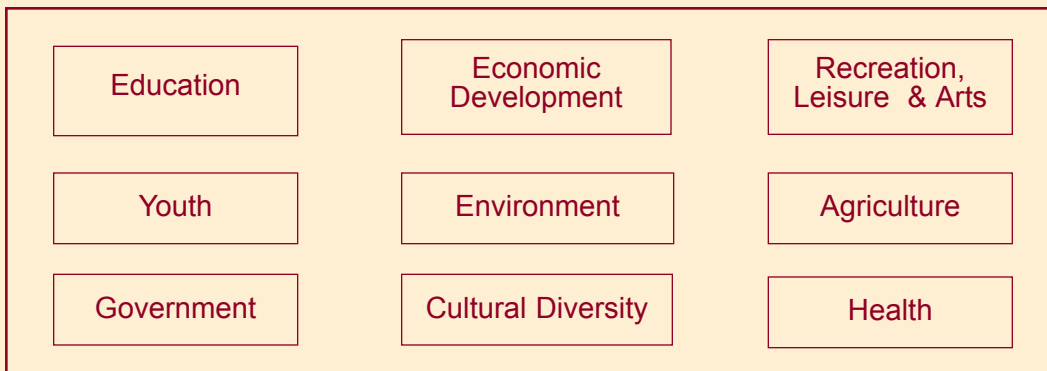 Education
Economic
Development
Recreation,
Leisure & Arts
Youth
Environment
Agriculture
Government
Cultural Diversity
Health